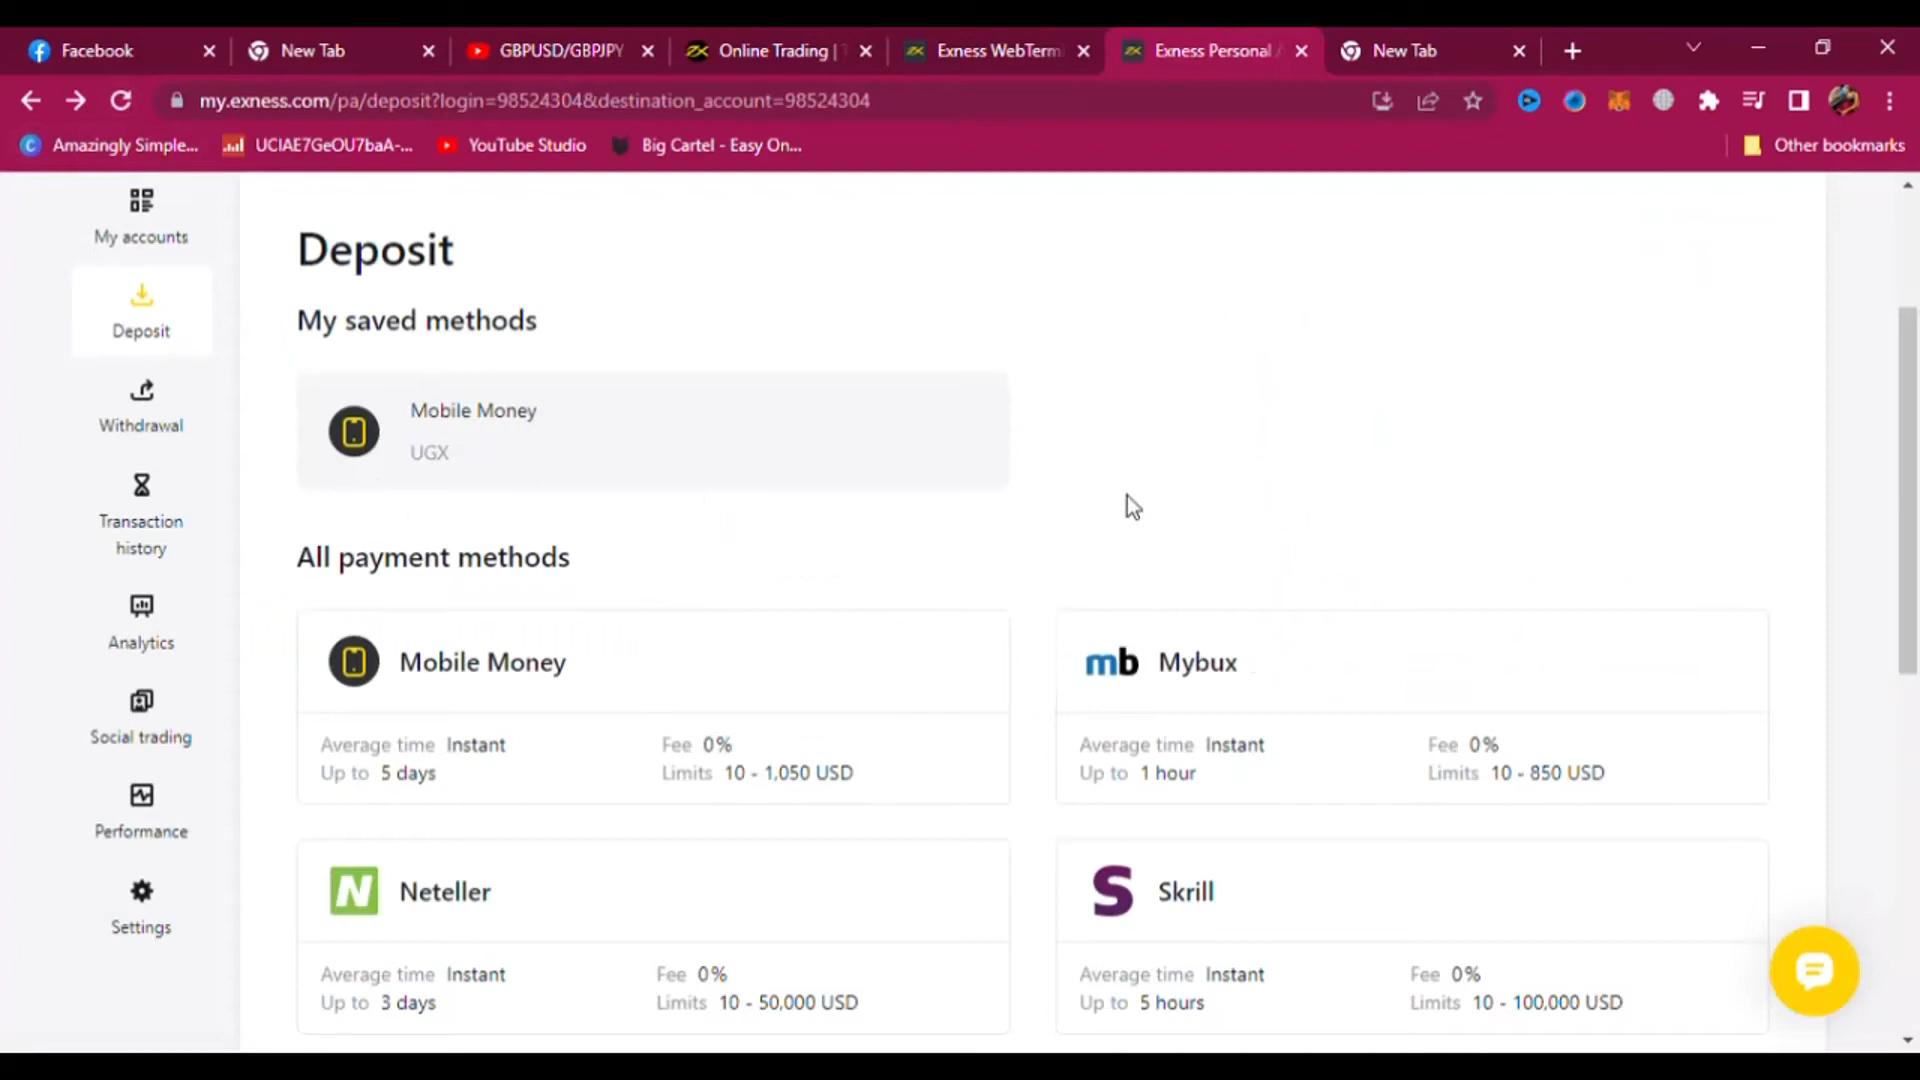 Facebook
New Tab
GBPUSD/GBPJPY
Online Trading |
Exness WebTerm
Exness Personal
New Tab
my.exness.com/pa/deposit?login=98524304&destination_account=98524304
Amazingly Simple...
UCIAE7GeOU7baA-...
YouTube Studio
Big Cartel - Easy On...
Other bookmarks
My accounts
Deposit
Withdrawal
Transaction
history
Analytics
Social trading
Performance
Settings
Deposit
My saved methods
Mobile Money
UGX
All payment methods
Mobile Money
Average time Instant
Fee 0%
Up to 5 days
Limits 10 - 1,050 USD
mb Mybux
Average time Instant
Fee 0%
Up to 1 hour
Limits 10 - 850 USD
N Neteller
Average time Instant
Fee 0%
Up to 3 days
Limits 10 - 50,000 USD
S Skrill
Average time Instant
Fee 0%
Up to 5 hours
Limits 10 - 100,000 USD